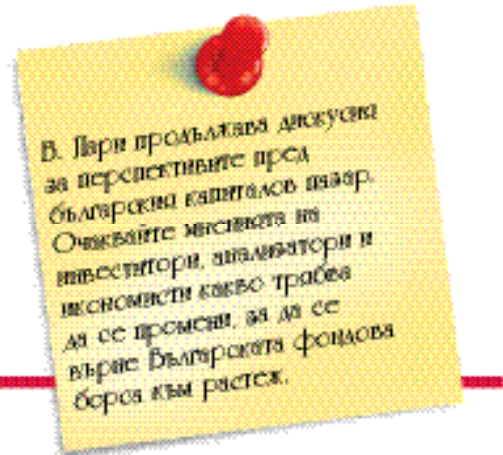 В. Пари продължава дискусия
за перспективите пред
българския капиталов пазар.
Очаквайте мненията на
инвеститори, анализатори и
икономисти какво трябва
да се промени, за да се
върне Българската фондова
борса към растеж.